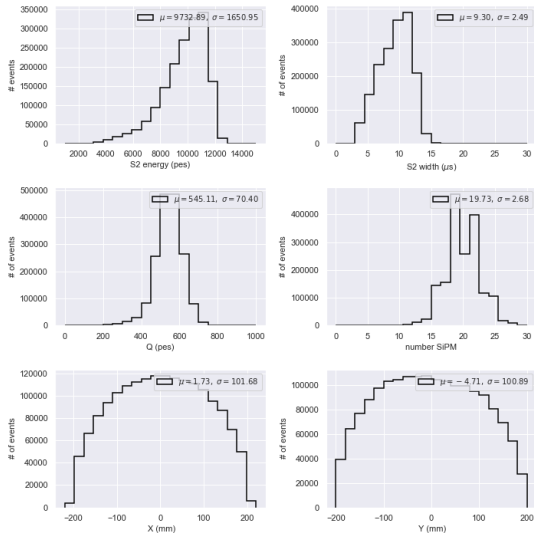 350000
300000
250000
200000
150000
100000
50000
0
# of events
μ = 9732.89, σ = 1650.95
2000 4000 6000 8000 10000 12000 14000
S2 energy (pes)
400000
300000
200000
100000
0
# of events
μ = 9.30, σ = 2.49
0 5 10 15 20 25 30
S2 width (μs)
500000
400000
300000
200000
100000
0
# of events
μ = 545.11, σ = 70.40
0 200 400 600 800 1000
Q (pes)
400000
300000
200000
100000
0
# of events
μ = 19.73, σ = 2.68
0 5 10 15 20 25 30
number SiPM
120000
100000
80000
60000
40000
20000
0
# of events
μ = 1.73, σ = 101.68
−200 −100 0 100 200
X (mm)
100000
80000
60000
40000
20000
0
# of events
μ = −4.71, σ = 100.89
−200 −100 0 100 200
Y (mm)